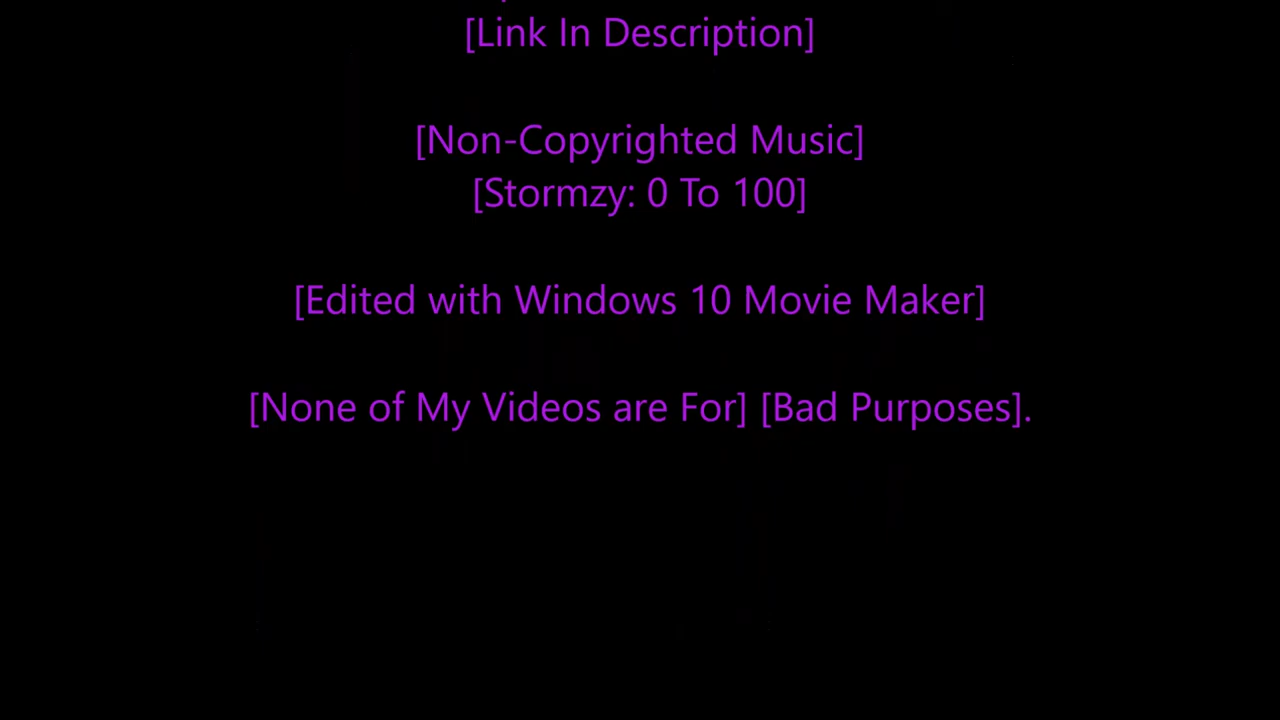 [Link In Description]
[Non-Copyrighted Music]
[Stormzy: 0 To 100]
[Edited with Windows 10 Movie Maker]
[None of My Videos are For] [Bad Purposes].